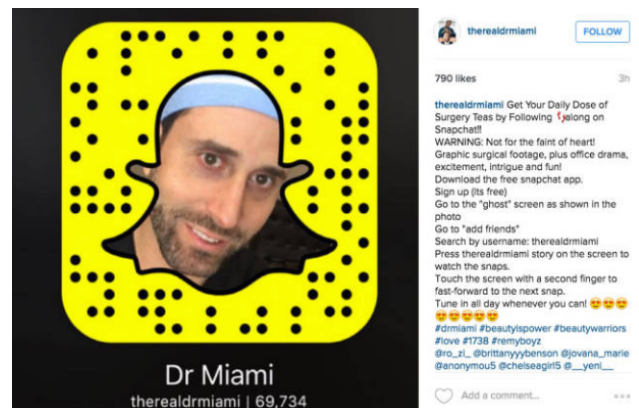 Dr Miami
therealdrmiami | 69,734
therealdrmiami
FOLLOW
790 likes
3h
therealdrmiami Get Your Daily Dose of
Surgery Teas by Following along on
Snapchat!!
WARNING: Not for the faint of heart!
Graphic surgical footage, plus office drama,
excitement, intrigue and fun!
Download the free snapchat app.
Sign up (its free)
Go to the "ghost" screen as shown in the
photo
Go to "add friends"
Search by username: therealdrmiami
Press therealdrmiami story on the screen to
watch the snaps.
Touch the screen with a second finger to
fast-forward to the next snap.
Tune in all day whenever you can! 😍😍😍
😍😍😍😍😍😍
#drmiami #beautyispower #beautywarriors
#love #1738 #remyboyz
@ro_zi_ @brittanyyybenson @jovana_marie
@anonymou5 @chelseagirl5 @__yeni__
Add a comment...